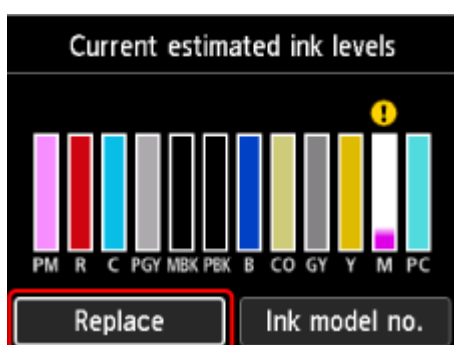 Current estimated ink levels
!
PM R C PGY MBK PBK B CO GY Y M PC
Replace Ink model no.